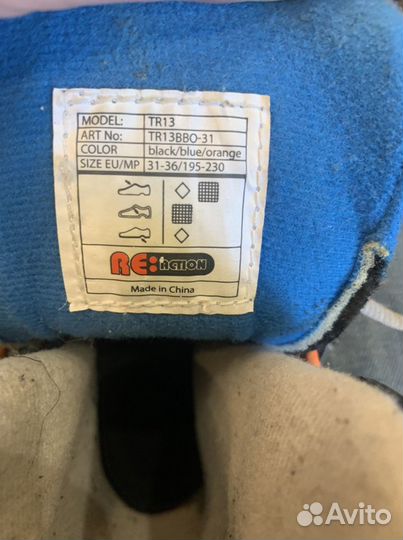 MODEL: TR13
ART No: TR13BBO-31
COLOR black/blue/orange
SIZE EU/MP 31-36/195-230
RE:ACTION
Made in China
Avito